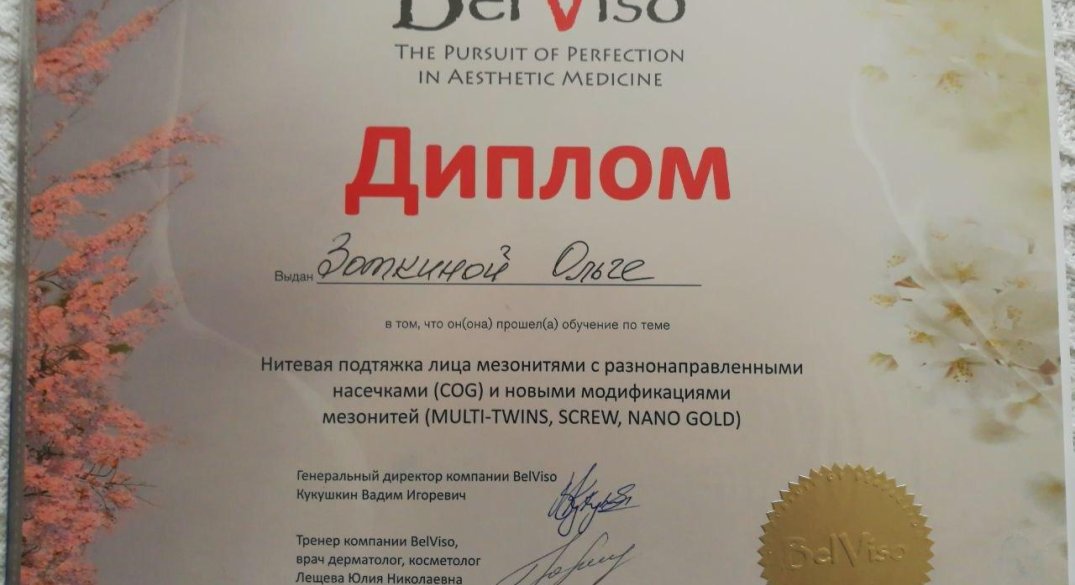 BelViso
THE PURSUIT OF PERFECTION
IN AESTHETIC MEDICINE
Диплом
Выдан Зоткиной Ольге
в том, что он(она) прошел(а) обучение по теме
Нитевая подтяжка лица мезонитями с разнонаправленными
насечками (COG) и новыми модификациями
мезонитей (MULTI-TWINS, SCREW, NANO GOLD)
Генеральный директор компании BelViso
Кукушкин Вадим Игоревич
Тренер компании BelViso,
врач дерматолог, косметолог
Лещева Юлия Николаевна
BelViso